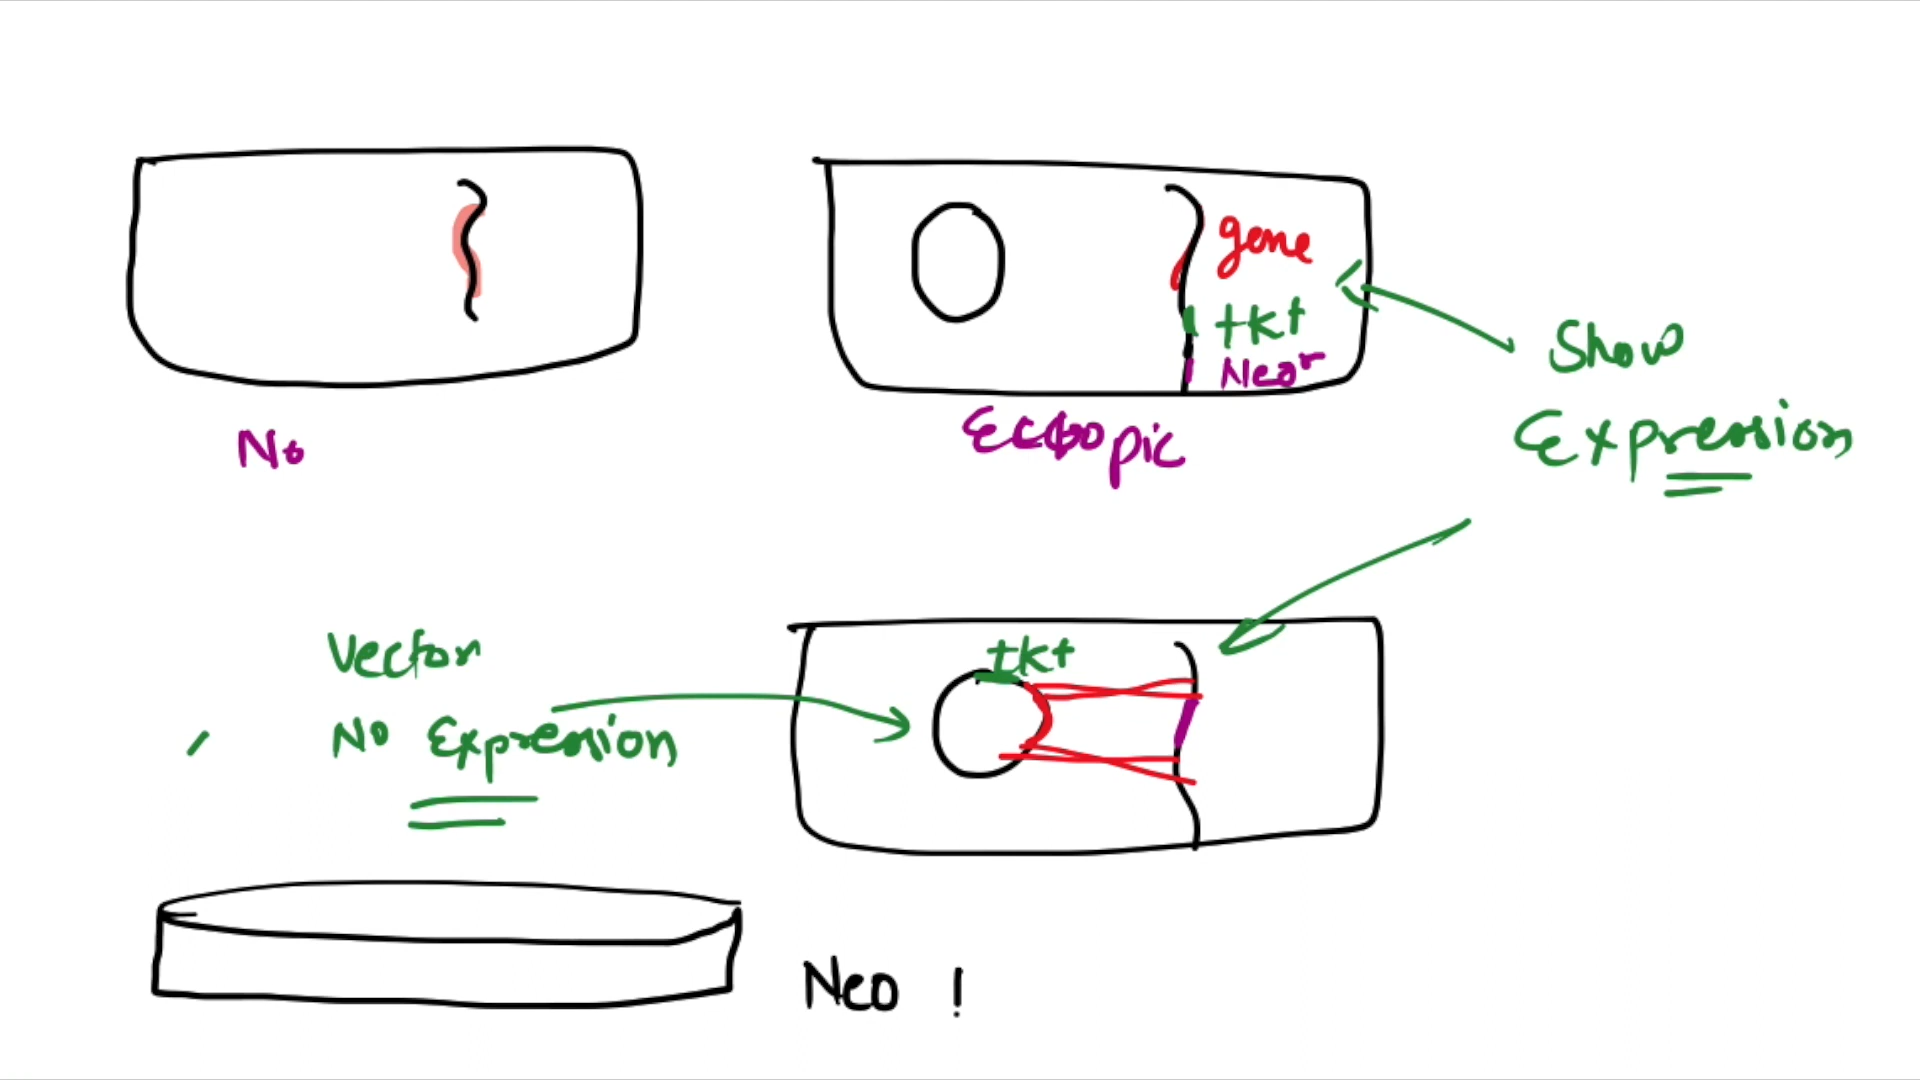 gene
tk+
Neoʳ
No
Ectopic
Show
Expression
Vector
No Expression
tk+
Neo !